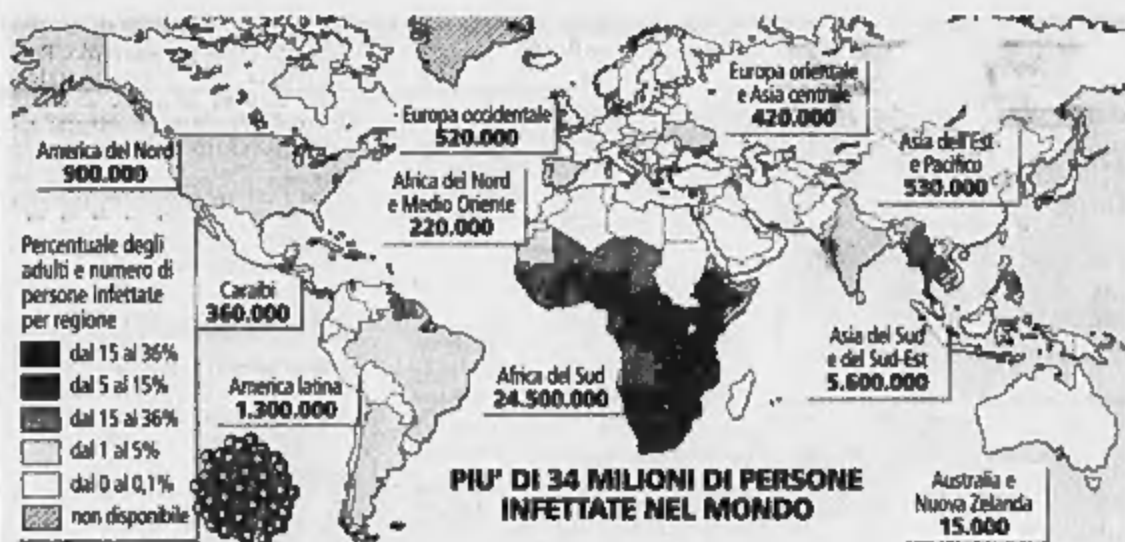 Europa orientale
e Asia centrale
420.000
Europa occidentale
520.000
America del Nord
900.000
Asia dell'Est
e Pacifico
530.000
Africa del Nord
e Medio Oriente
220.000
Percentuale degli
adulti e numero di
persone infettate
per regione
dal 15 al 36%
dal 5 al 15%
dal 15 al 36%
dal 1 al 5%
dal 0 al 0,1%
non disponibile
Caraibi
360.000
America latina
1.300.000
Africa del Sud
24.500.000
Asia del Sud
e del Sud-Est
5.600.000
PIU' DI 34 MILIONI DI PERSONE
INFETTATE NEL MONDO
Australia e
Nuova Zelanda
15.000